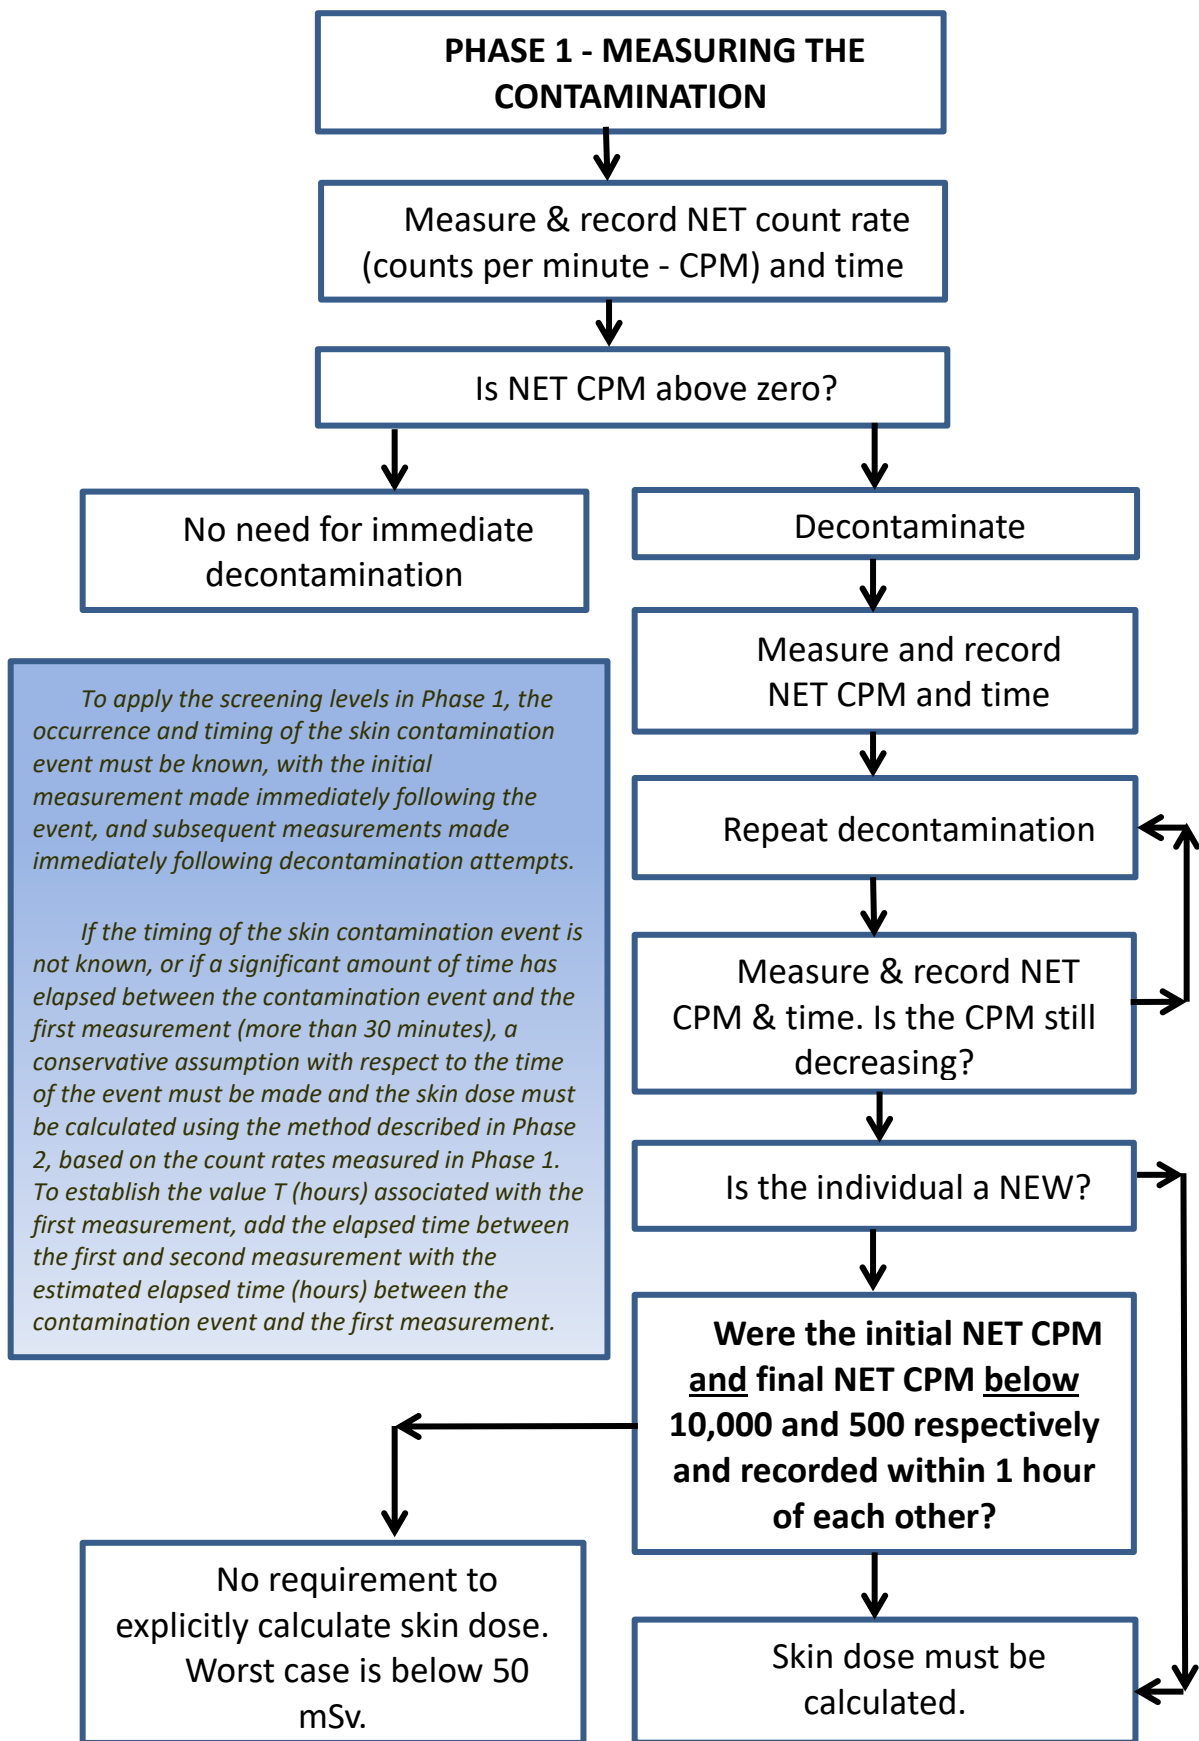 PHASE 1 - MEASURING THE
CONTAMINATION
Measure & record NET count rate
(counts per minute - CPM) and time
Is NET CPM above zero?
No need for immediate
decontamination
Decontaminate
Measure and record
NET CPM and time
To apply the screening levels in Phase 1, the
occurrence and timing of the skin contamination
event must be known, with the initial
measurement made immediately following the
event, and subsequent measurements made
immediately following decontamination attempts.
If the timing of the skin contamination event is
not known, or if a significant amount of time has
elapsed between the contamination event and the
first measurement (more than 30 minutes), a
conservative assumption with respect to the time
of the event must be made and the skin dose must
be calculated using the method described in Phase
2, based on the count rates measured in Phase 1.
To establish the value T (hours) associated with the
first measurement, add the elapsed time between
the first and second measurement with the
estimated elapsed time (hours) between the
contamination event and the first measurement.
Repeat decontamination
Measure & record NET
CPM & time. Is the CPM still
decreasing?
Is the individual a NEW?
Were the initial NET CPM
and final NET CPM below
10,000 and 500 respectively
and recorded within 1 hour
of each other?
No requirement to
explicitly calculate skin dose.
Worst case is below 50
mSv.
Skin dose must be
calculated.